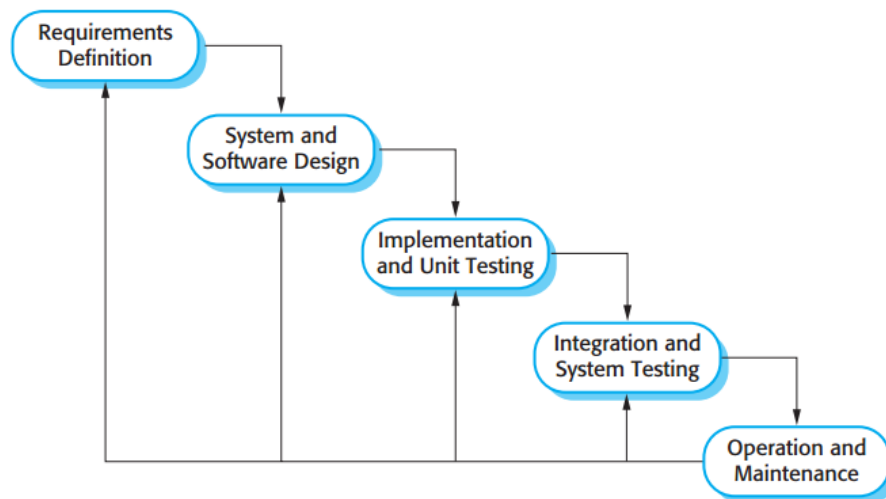 Requirements
Definition
System and
Software Design
Implementation
and Unit Testing
Integration and
System Testing
Operation and
Maintenance